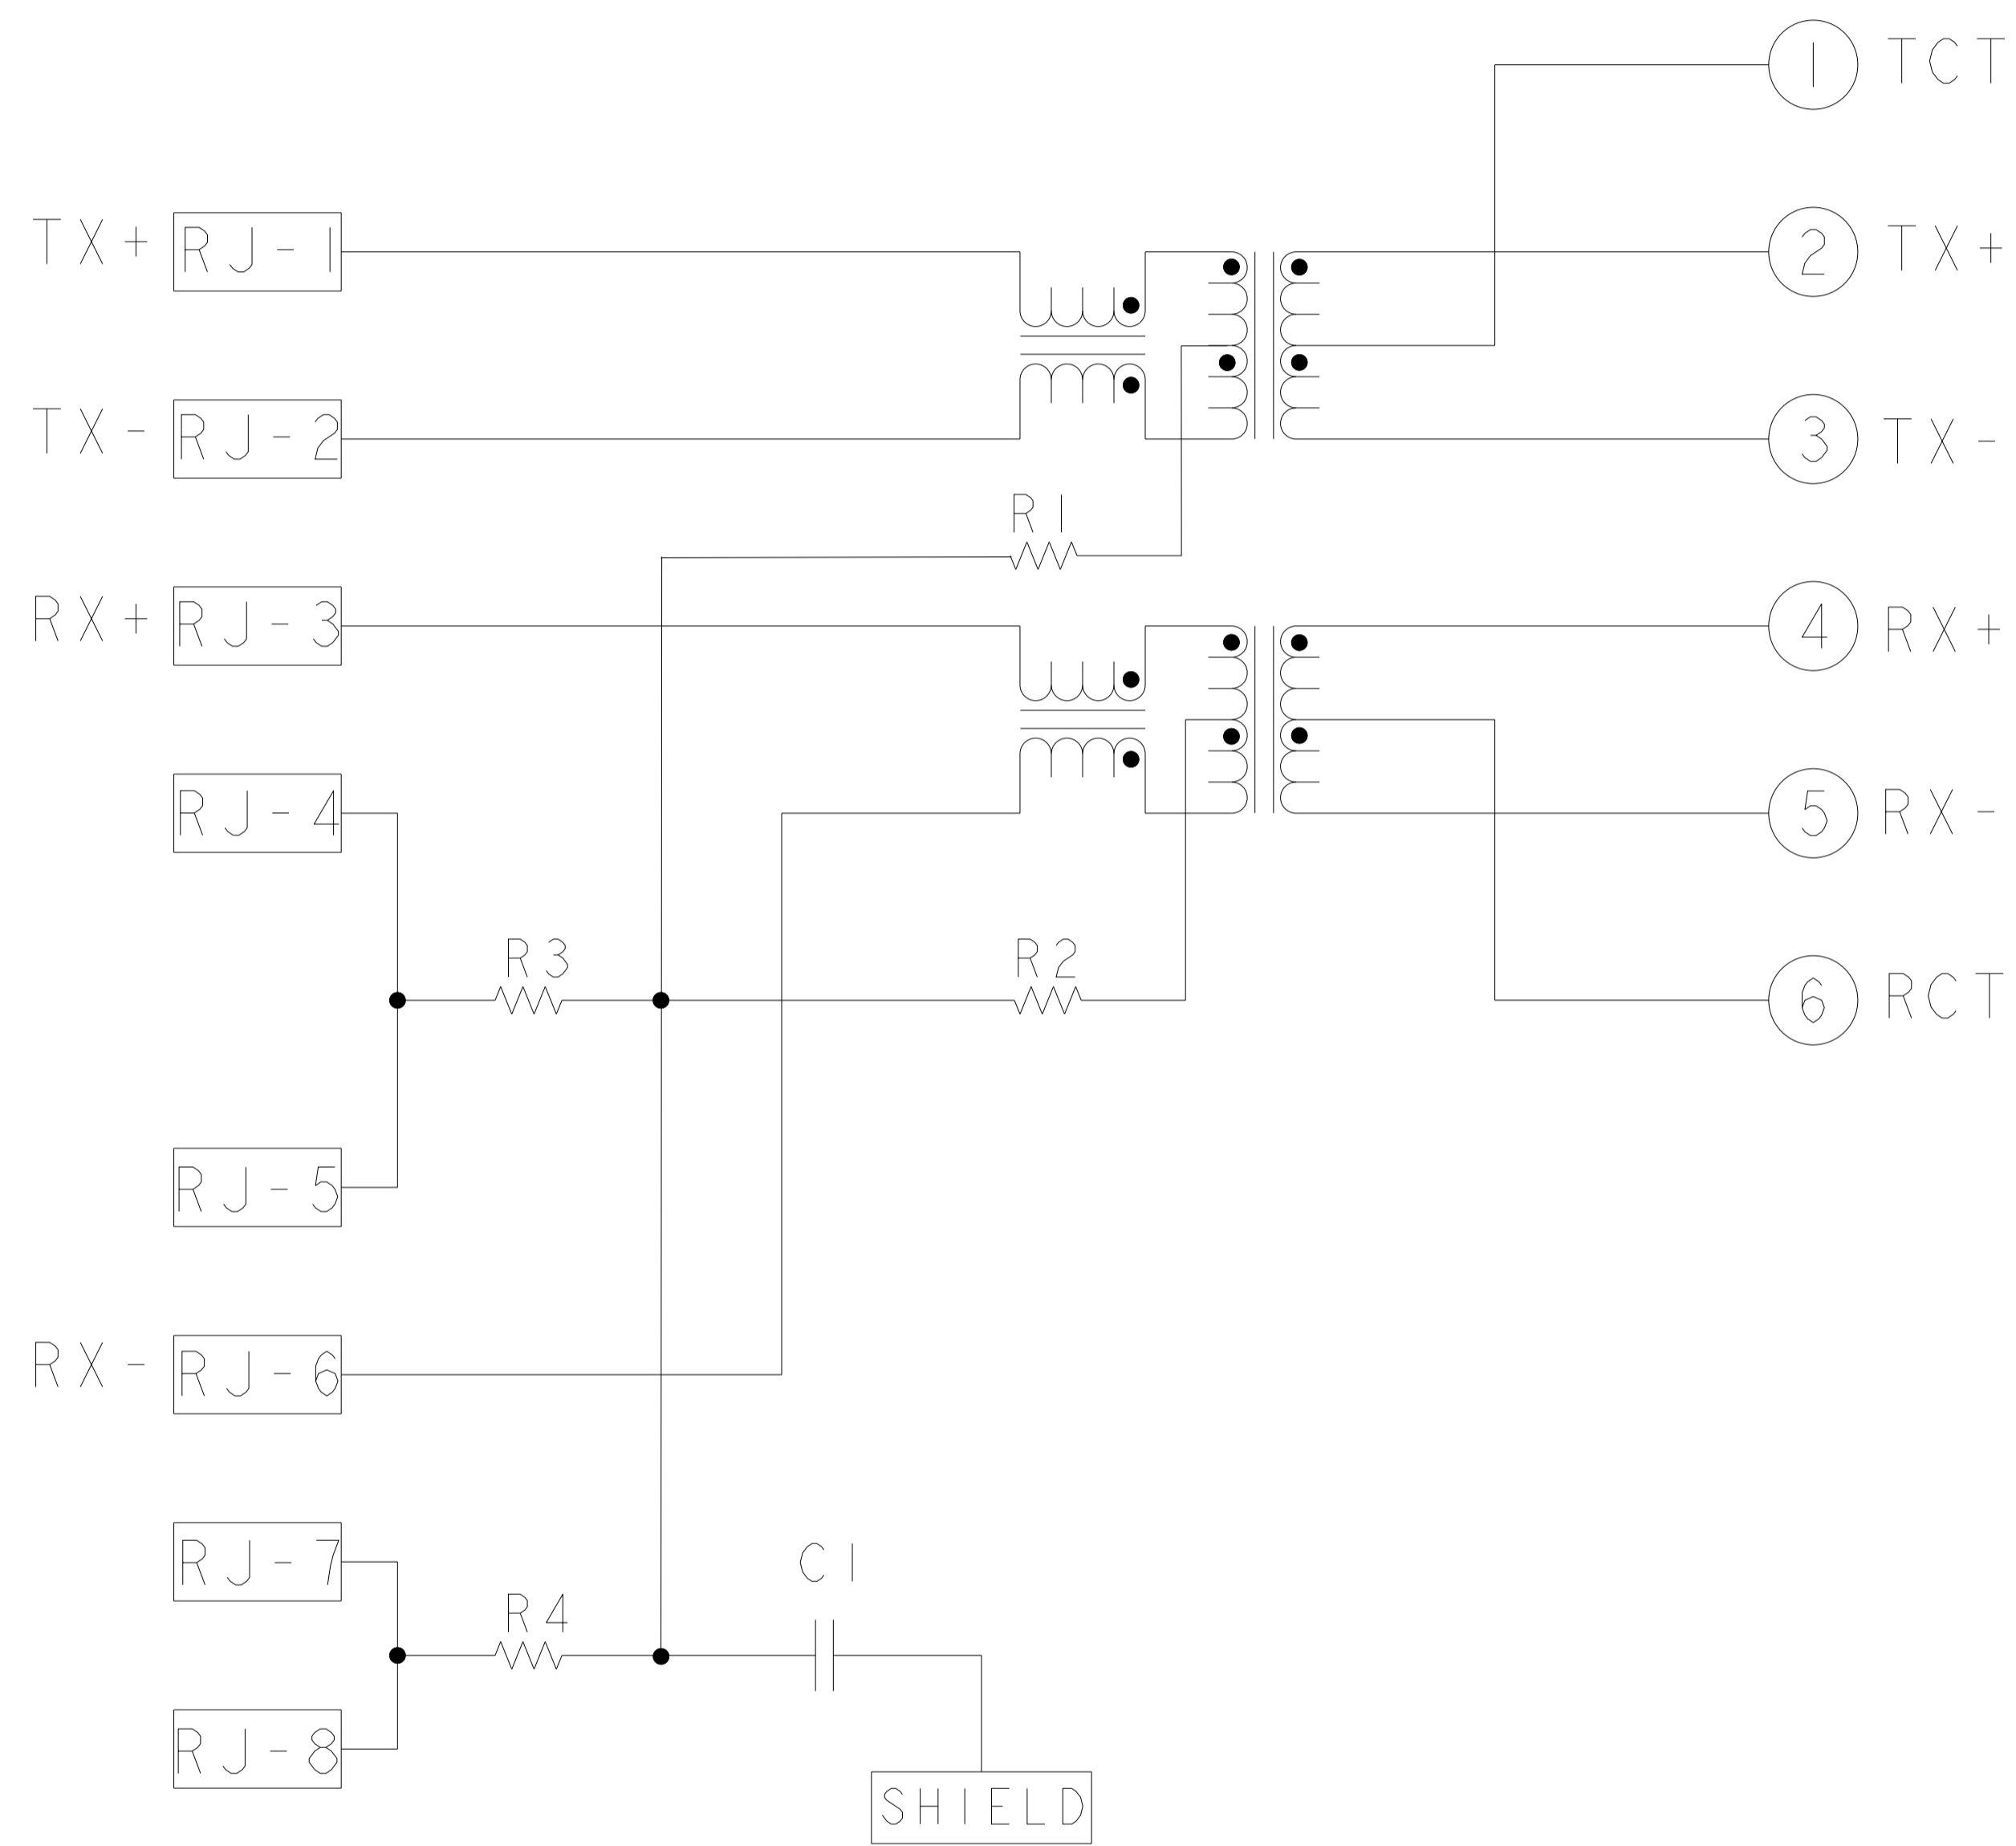 1 TCT
TX+ RJ-1 2 TX+
TX- RJ-2 3 TX-
R1
RX+ RJ-3 4 RX+
RJ-4 5 RX-
R3 R2 6 RCT
RJ-5
RX- RJ-6
RJ-7 C1
R4
RJ-8
SHIELD